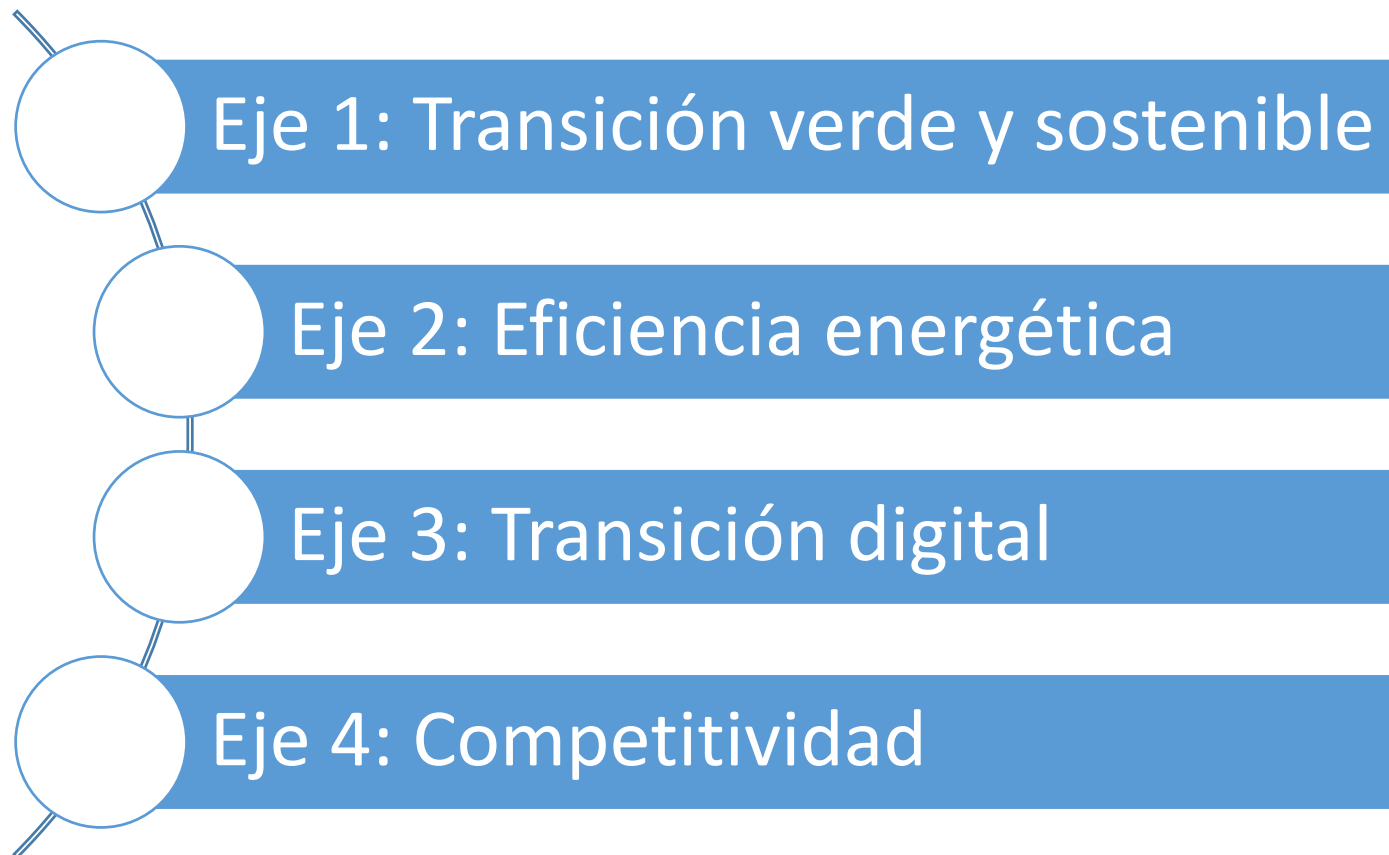 Eje 1: Transición verde y sostenible
Eje 2: Eficiencia energética
Eje 3: Transición digital
Eje 4: Competitividad